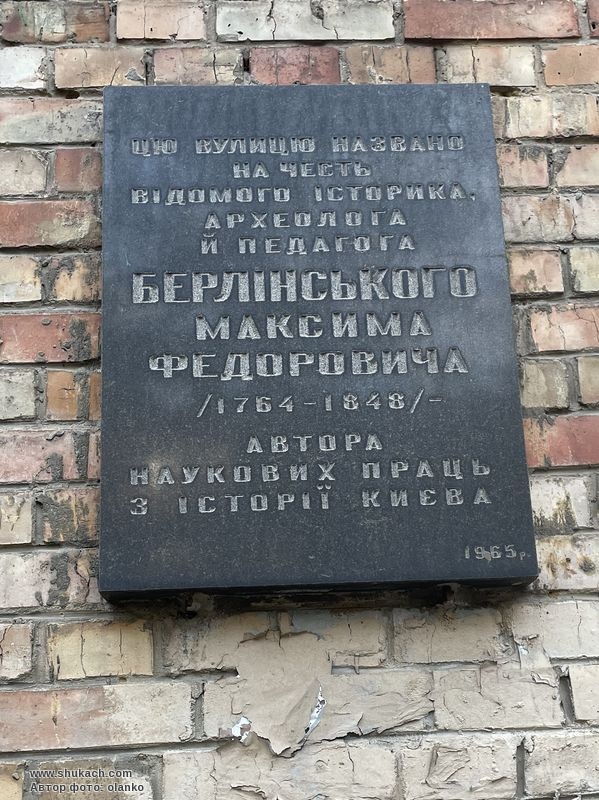 ЦЮ ВУЛИЦЮ НАЗВАНО
НА ЧЕСТЬ
ВІДОМОГО ІСТОРИКА,
АРХЕОЛОГА
Й ПЕДАГОГА
БЕРЛІНСЬКОГО
МАКСИМА
ФЕДОРОВИЧА
/1764-1848/-
АВТОРА
НАУКОВИХ ПРАЦЬ
З ІСТОРІЇ КИЄВА
1965р.
www.shukach.com
Автор фото: olanko